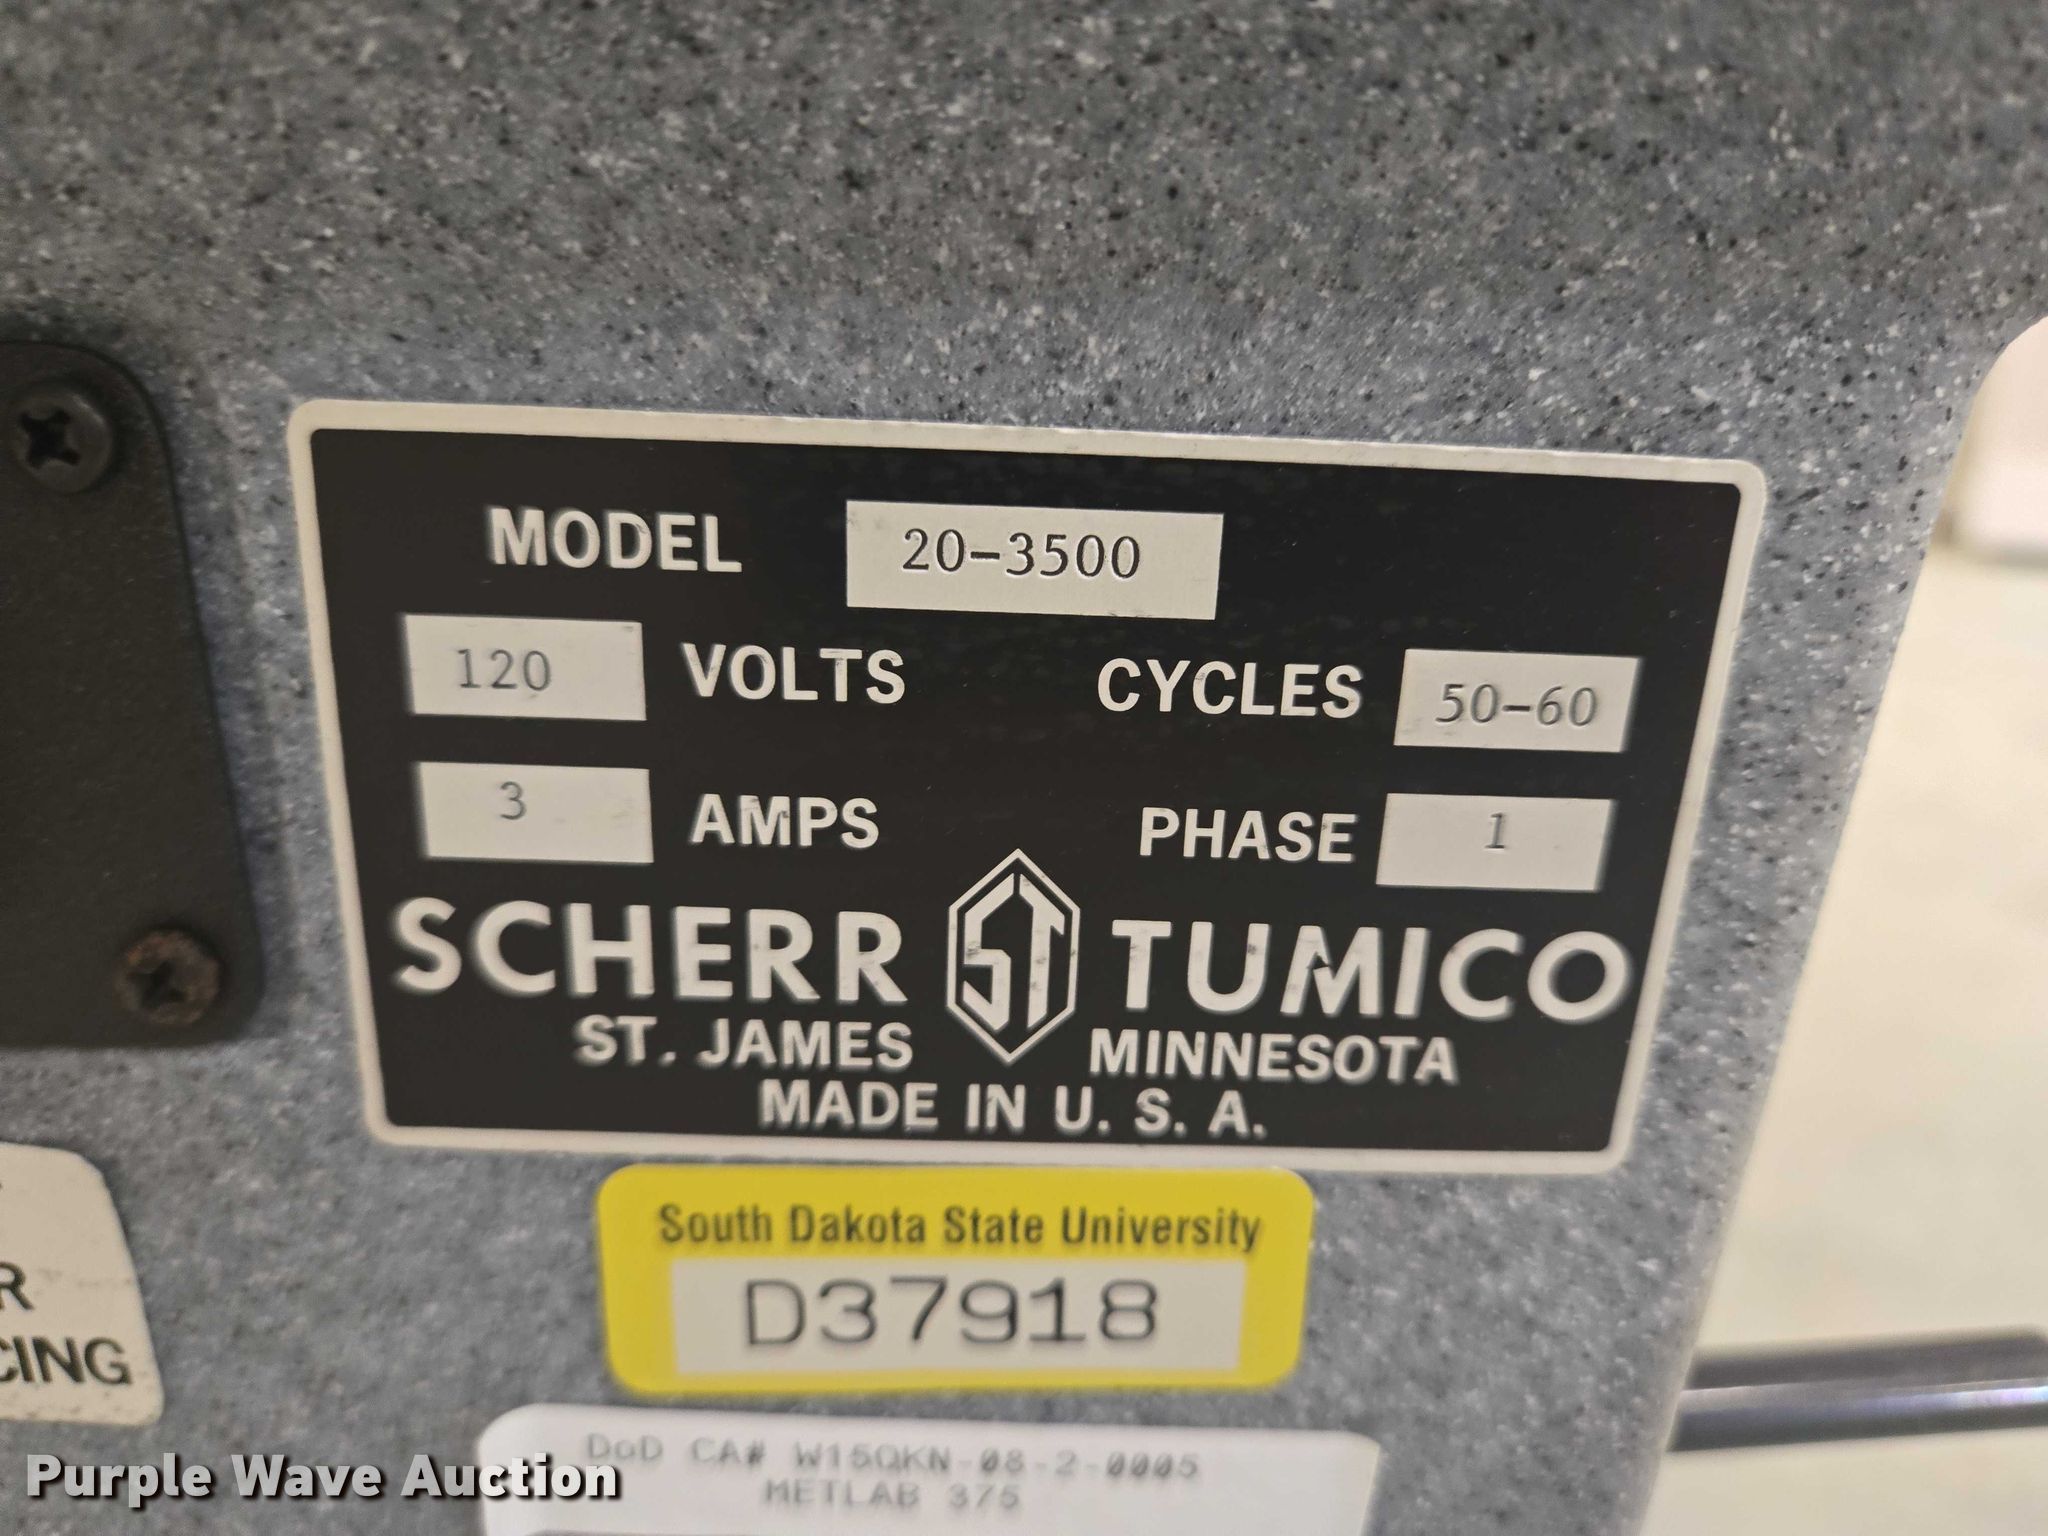 MODEL 20-3500
120 VOLTS CYCLES 50-60
3 AMPS PHASE 1
SCHERR ST TUMICO
ST. JAMES MINNESOTA
MADE IN U. S. A.
South Dakota State University
D37918
R
CING
DoD CA# W15QKN-08-2-0005
METLAB 375
Purple Wave Auction